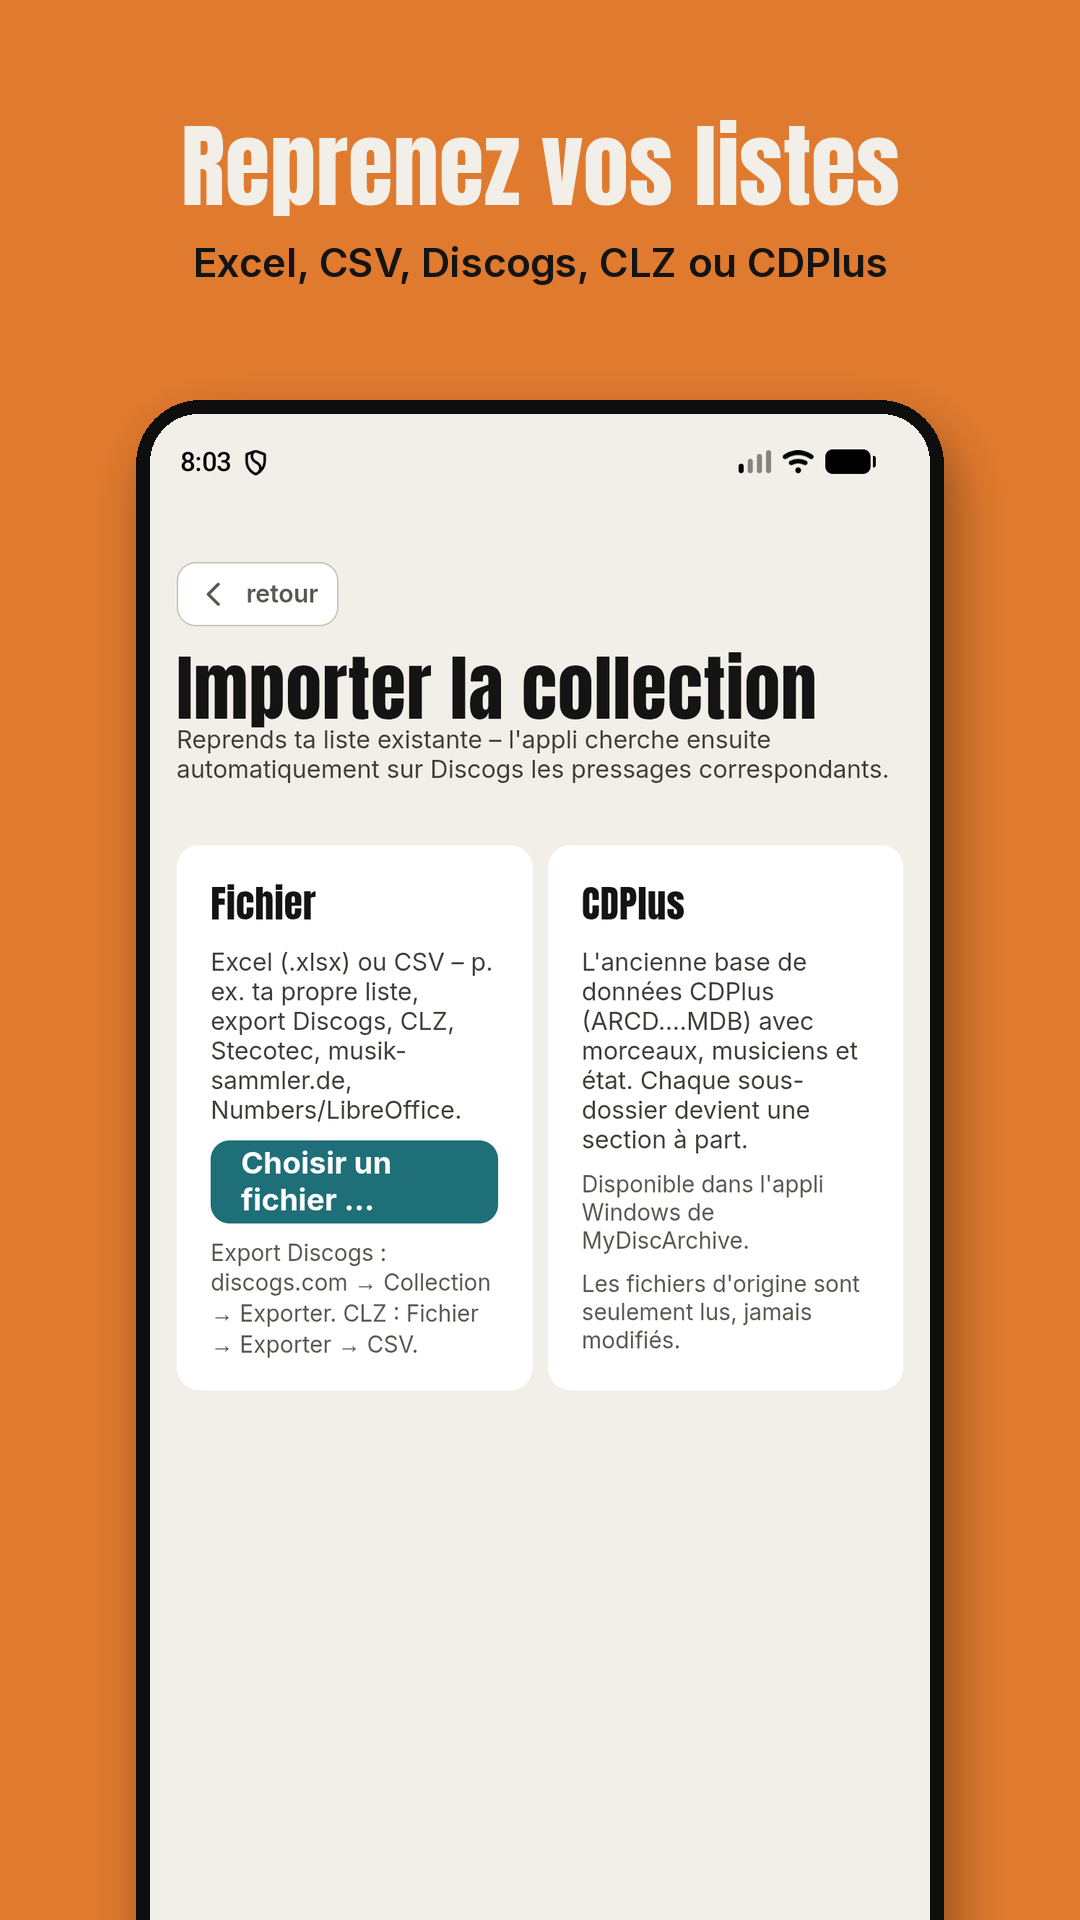 Reprenez vos listes
Excel, CSV, Discogs, CLZ ou CDPlus
8:03
retour
Importer la collection
Reprends ta liste existante – l'appli cherche ensuite
automatiquement sur Discogs les pressages correspondants.
Fichier
Excel (.xlsx) ou CSV – p.
ex. ta propre liste,
export Discogs, CLZ,
Stecotec, musik-
sammler.de,
Numbers/LibreOffice.
Choisir un
fichier ...
Export Discogs :
discogs.com → Collection
→ Exporter. CLZ : Fichier
→ Exporter → CSV.
CDPlus
L'ancienne base de
données CDPlus
(ARCD....MDB) avec
morceaux, musiciens et
état. Chaque sous-
dossier devient une
section à part.
Disponible dans l'appli
Windows de
MyDiscArchive.
Les fichiers d'origine sont
seulement lus, jamais
modifiés.